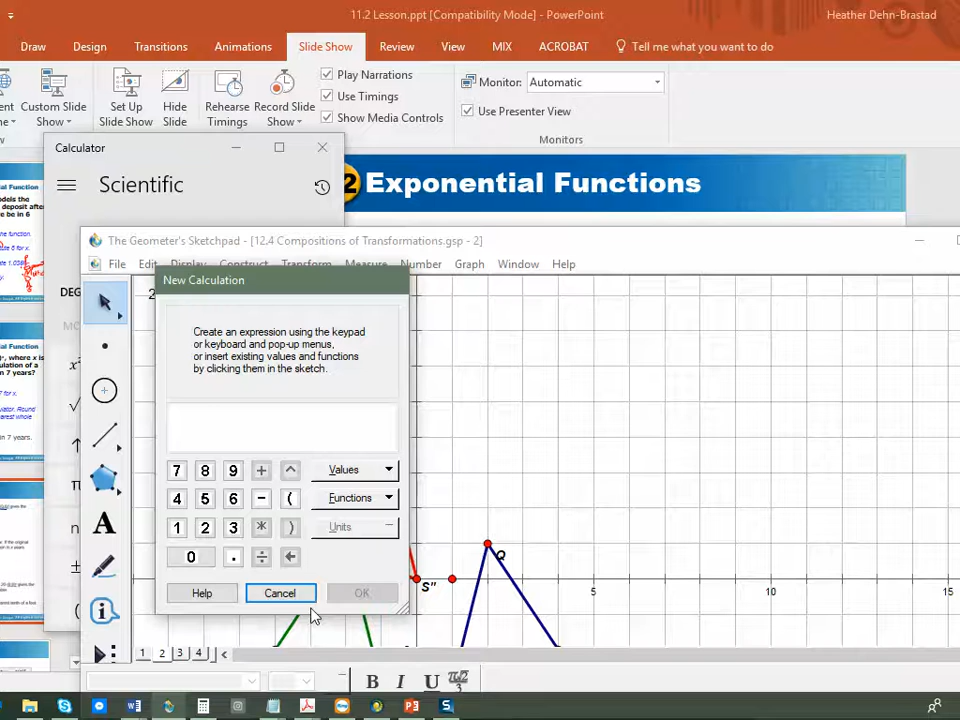 11.2 Lesson.ppt [Compatibility Mode] - PowerPoint
Heather Dehn-Brastad
Draw Design Transitions Animations Slide Show Review View MIX ACROBAT Tell me what you want to do
Custom Slide Show
Set Up Slide Show
Hide Slide
Rehearse Timings
Record Slide Show
Play Narrations
Use Timings
Show Media Controls
Monitor: Automatic
Use Presenter View
Monitors
Calculator
Scientific
Exponential Functions
The Geometer's Sketchpad - [12.4 Compositions of Transformations.gsp - 2]
File Edit Display Construct Transform Measure Number Graph Window Help
New Calculation
Create an expression using the keypad
or keyboard and pop-up menus,
or insert existing values and functions
by clicking them in the sketch.
7 8 9 + ^ Values
4 5 6 − ( Functions
1 2 3 * ) Units
0 . ÷ ←
Help Cancel OK
DEG
Q
S"
5 10 15
1 2 3 4
B I U